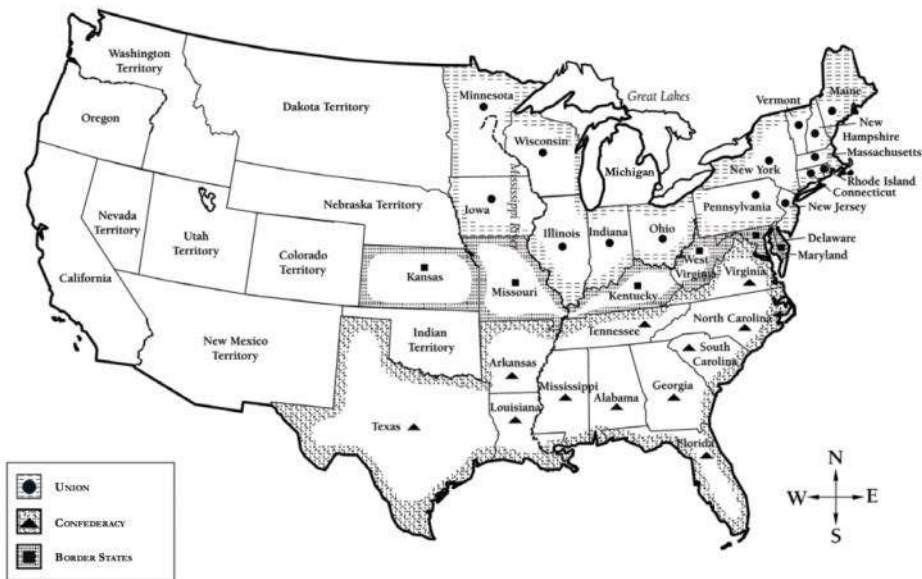 Washington
Territory
Oregon
Dakota Territory
Minnesota
Great Lakes
Wisconsin
Michigan
Vermont
Maine
New
Hampshire
Massachusetts
New York
Rhode Island
Connecticut
New Jersey
Pennsylvania
Nevada
Territory
Utah
Territory
Nebraska Territory
Iowa
Mississippi River
Illinois
Indiana
Ohio
West
Virginia
Virginia
Delaware
Maryland
California
Colorado
Territory
Kansas
Missouri
Kentucky
New Mexico
Territory
Indian
Territory
Tennessee
North Carolina
South
Carolina
Arkansas
Texas
Louisiana
Mississippi
Alabama
Georgia
Florida
UNION
CONFEDERACY
BORDER STATES
N
W E
S